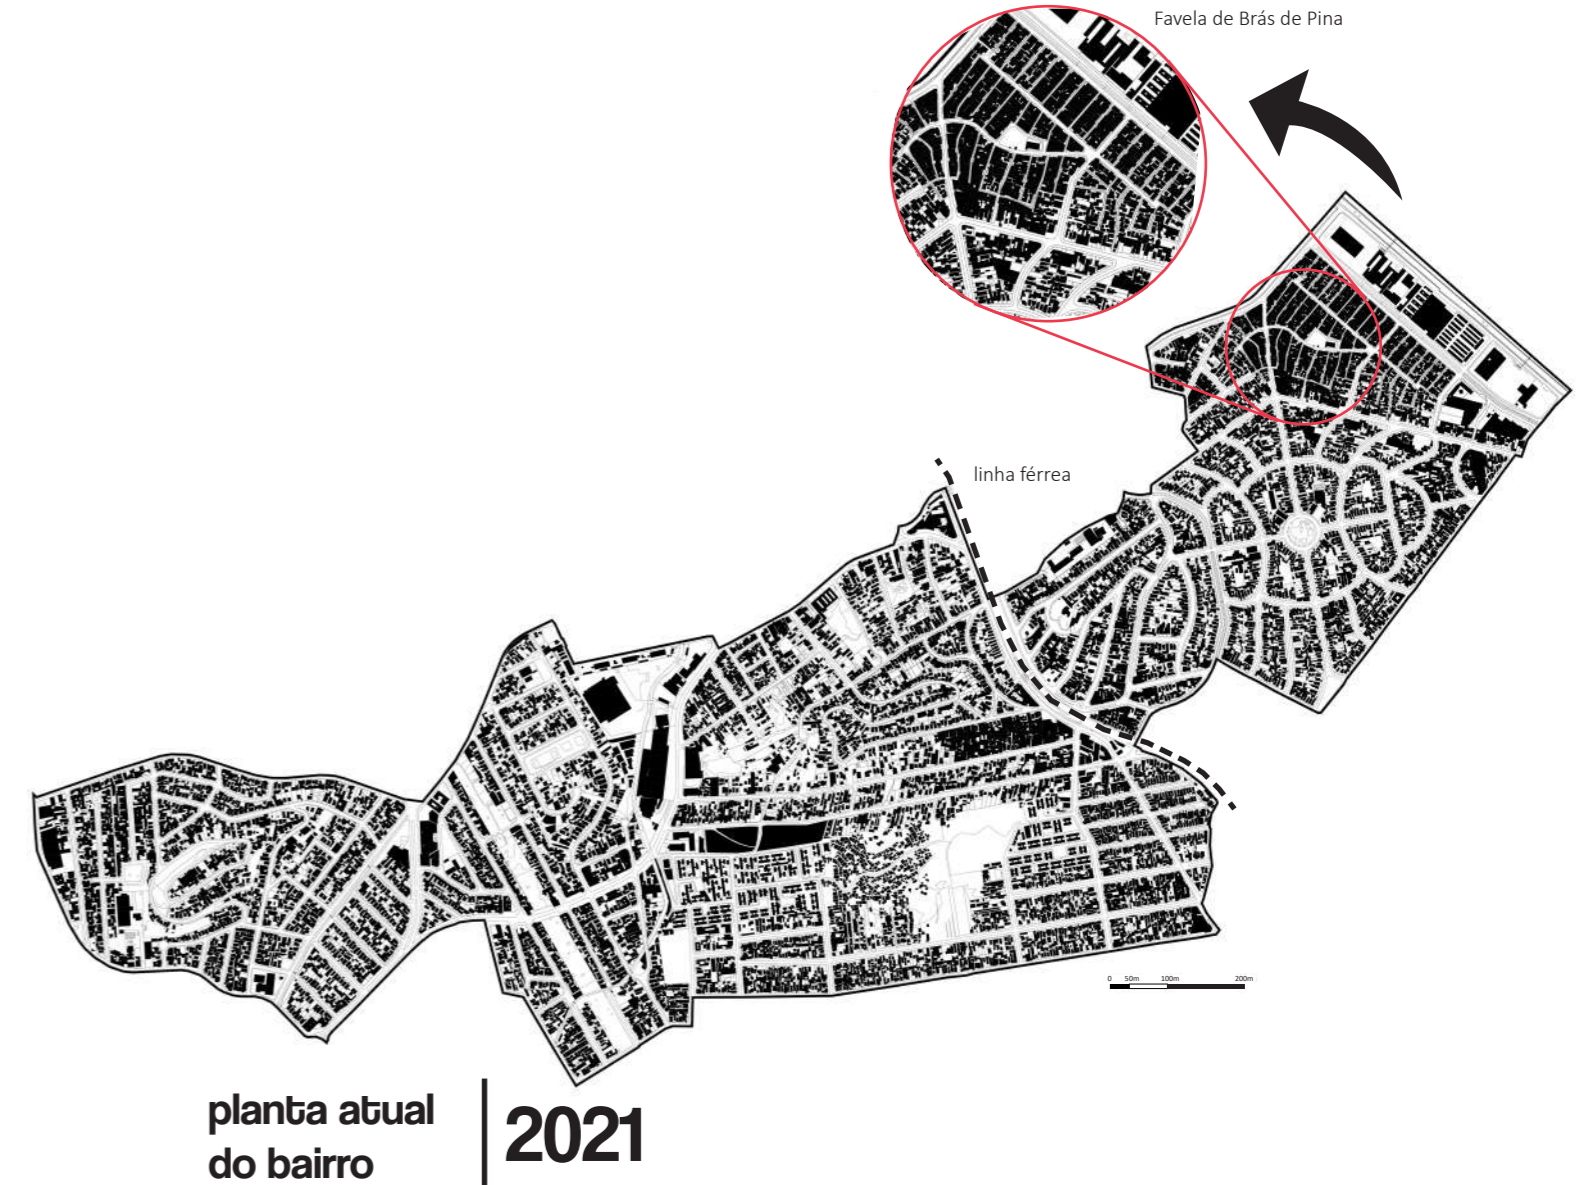 Favela de Brás de Pina
linha férrea
0 50m 100m 200m
planta atual
do bairro
2021